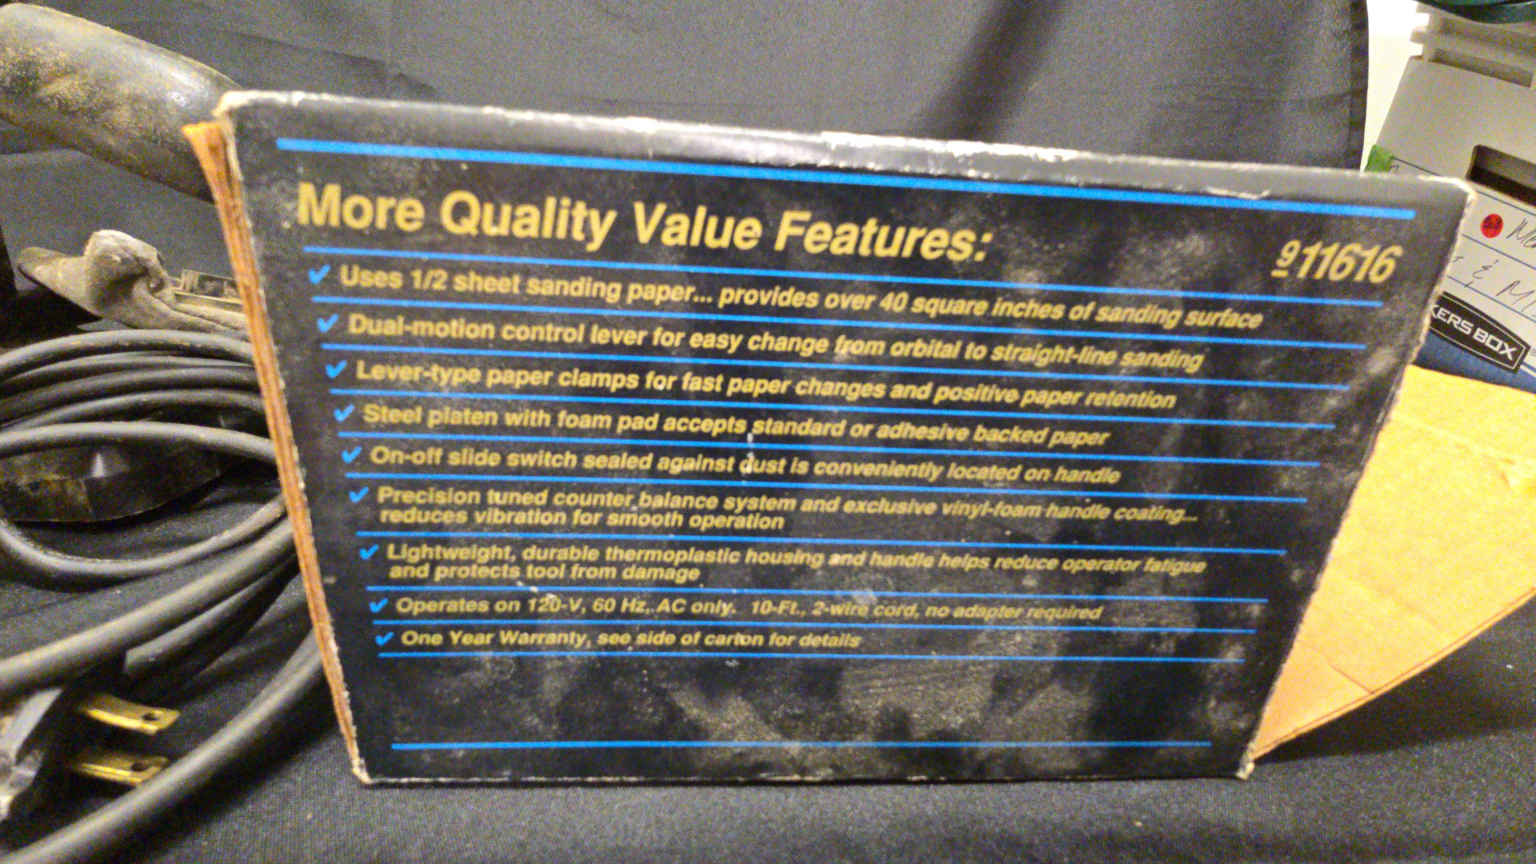 More Quality Value Features:
911616
✓ Uses 1/2 sheet sanding paper... provides over 40 square inches of sanding surface
✓ Dual-motion control lever for easy change from orbital to straight-line sanding
✓ Lever-type paper clamps for fast paper changes and positive paper retention
✓ Steel platen with foam pad accepts standard or adhesive backed paper
✓ On-off slide switch sealed against dust is conveniently located on handle
✓ Precision tuned counter balance system and exclusive vinyl-foam handle coating...
reduces vibration for smooth operation
✓ Lightweight, durable thermoplastic housing and handle helps reduce operator fatigue
and protects tool from damage
✓ Operates on 120-V, 60 Hz, AC only. 10-Ft., 2-wire cord, no adapter required
✓ One Year Warranty, see side of carton for details
KERS BOX